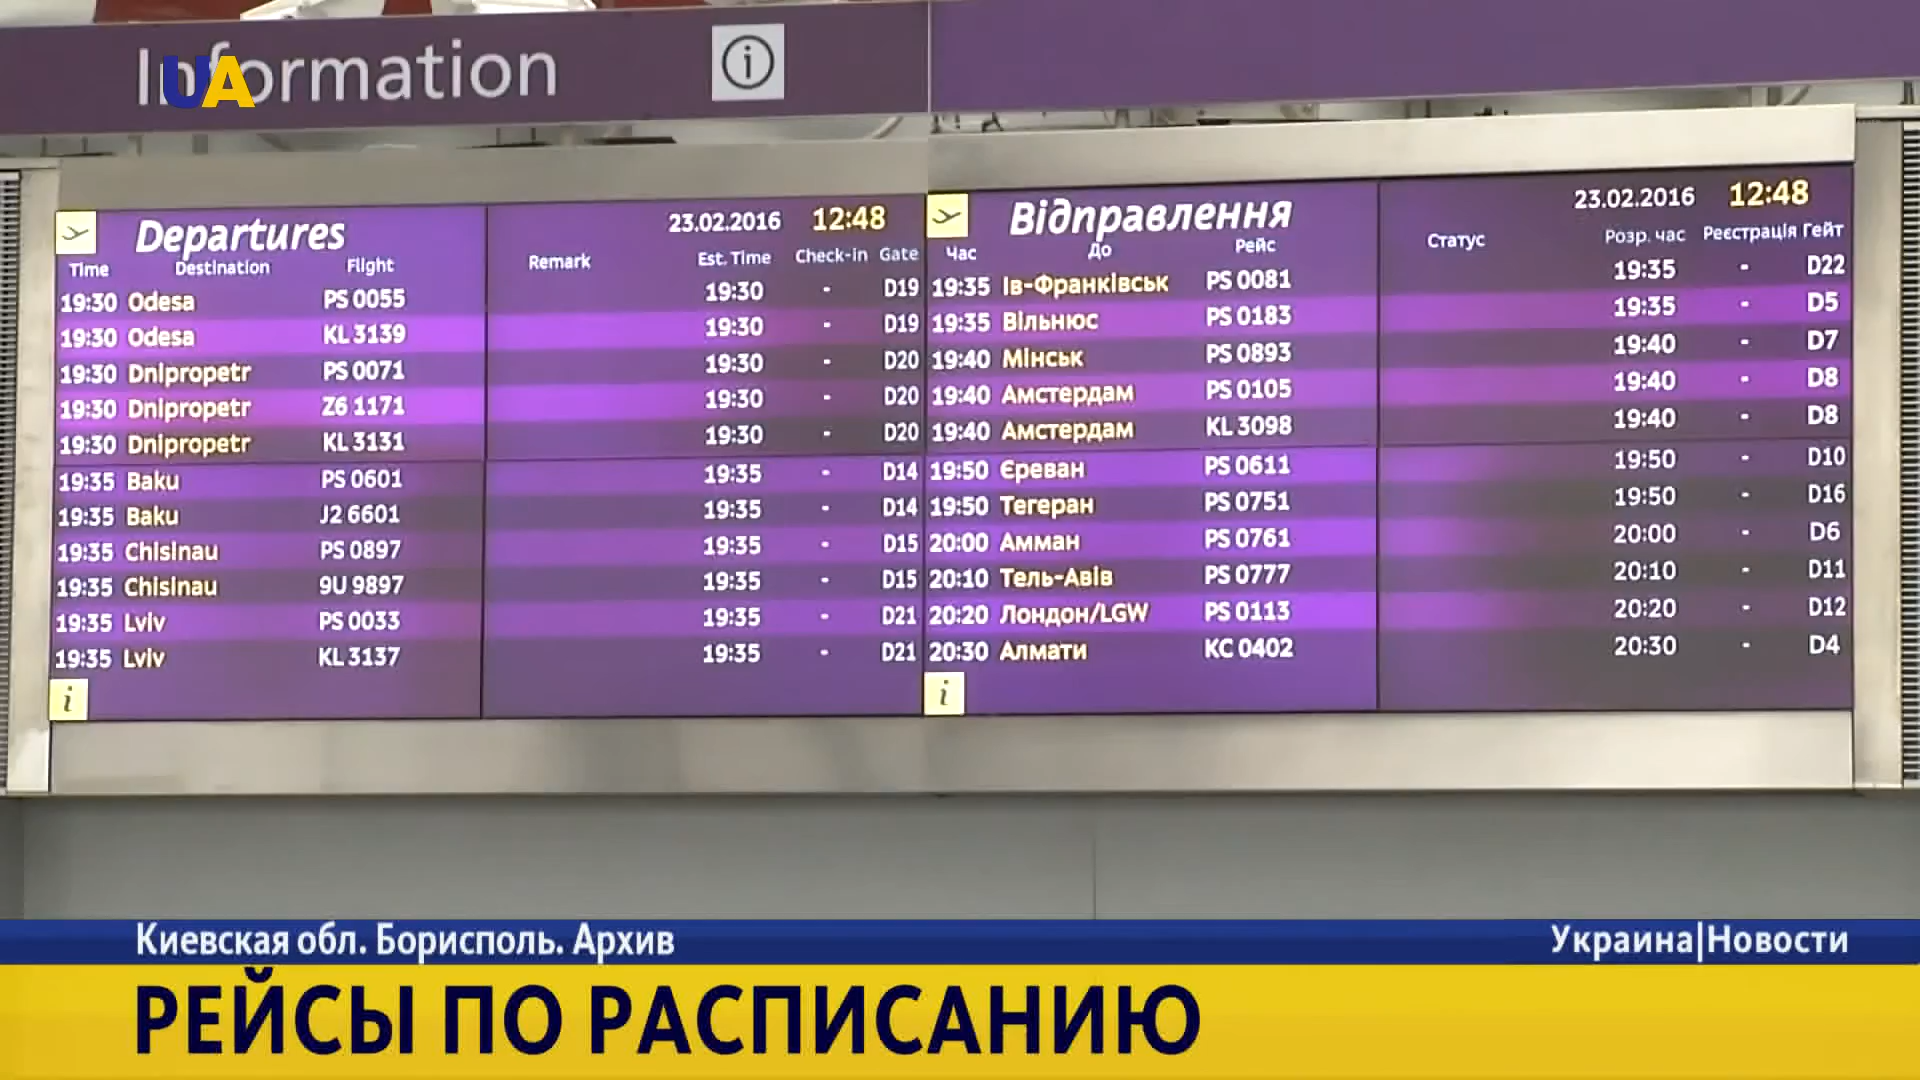 Information
UA
Departures 23.02.2016 12:48
Time Destination Flight Remark Est. Time Check-in Gate
19:30 Odesa PS 0055 19:30 - D19
19:30 Odesa KL 3139 19:30 - D19
19:30 Dnipropetr PS 0071 19:30 - D20
19:30 Dnipropetr Z6 1171 19:30 - D20
19:30 Dnipropetr KL 3131 19:30 - D20
19:35 Baku PS 0601 19:35 - D14
19:35 Baku J2 6601 19:35 - D14
19:35 Chisinau PS 0897 19:35 - D15
19:35 Chisinau 9U 9897 19:35 - D15
19:35 Lviv PS 0033 19:35 - D21
19:35 Lviv KL 3137 19:35 - D21
Відправлення 23.02.2016 12:48
Час До Рейс Статус Розр. час Реєстрація Гейт
19:35 Ів-Франківськ PS 0081 19:35 - D22
19:35 Вільнюс PS 0183 19:35 - D5
19:40 Мінськ PS 0893 19:40 - D7
19:40 Амстердам PS 0105 19:40 - D8
19:40 Амстердам KL 3098 19:40 - D8
19:50 Єреван PS 0611 19:50 - D10
19:50 Тегеран PS 0751 19:50 - D16
20:00 Амман PS 0761 20:00 - D6
20:10 Тель-Авів PS 0777 20:10 - D11
20:20 Лондон/LGW PS 0113 20:20 - D12
20:30 Алмати KC 0402 20:30 - D4
Киевская обл. Борисполь. Архив
Украина|Новости
РЕЙСЫ ПО РАСПИСАНИЮ